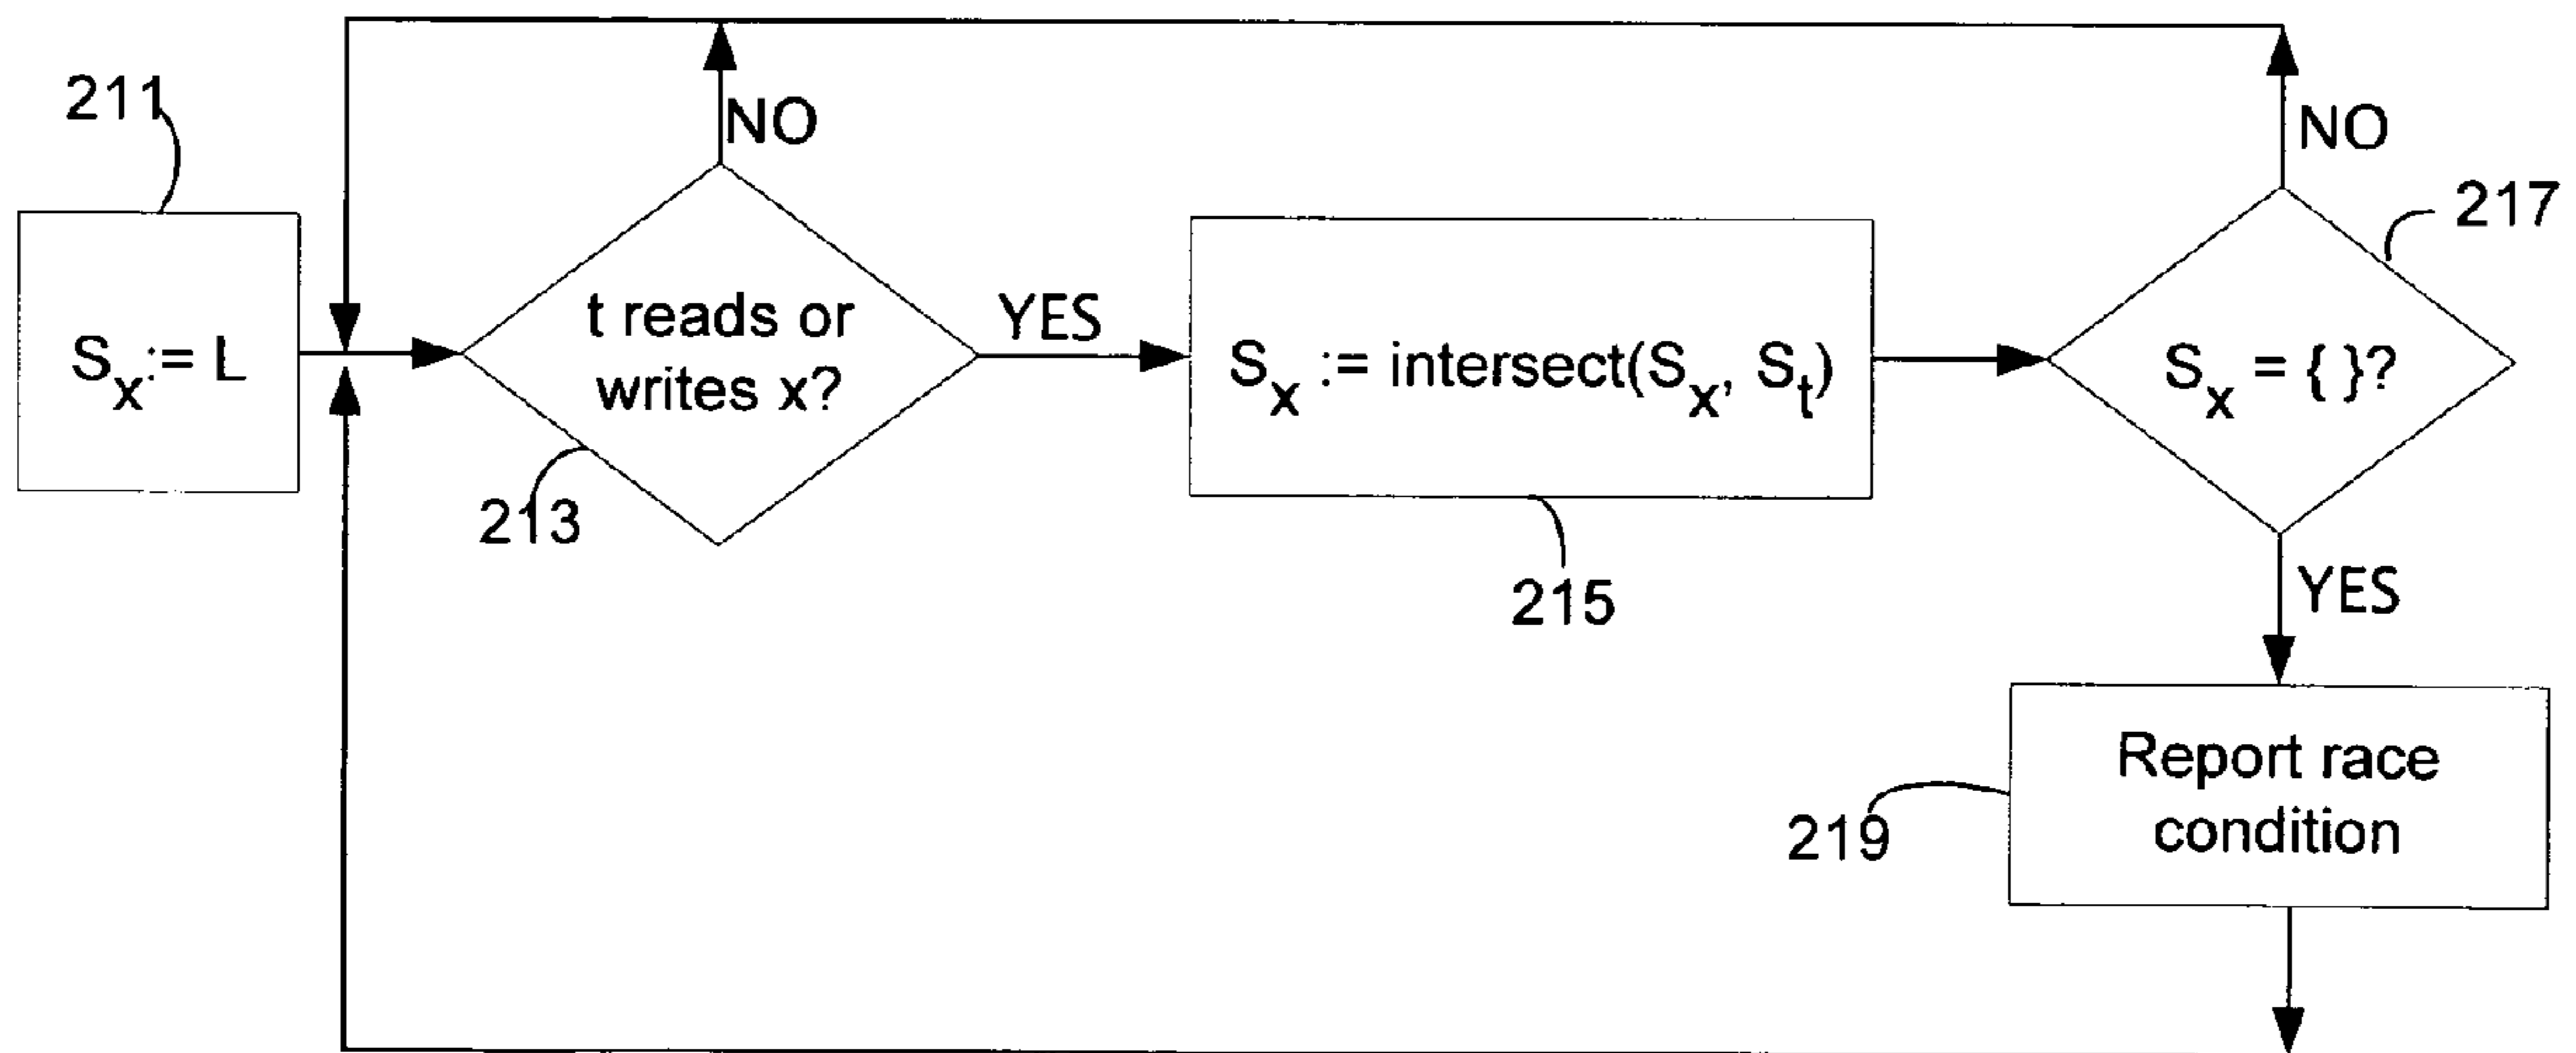 211
NO
NO
217
Sx:= L
t reads or
writes x?
YES
Sx := intersect(Sx, St)
Sx = { }?
213
215
YES
Report race
condition
219